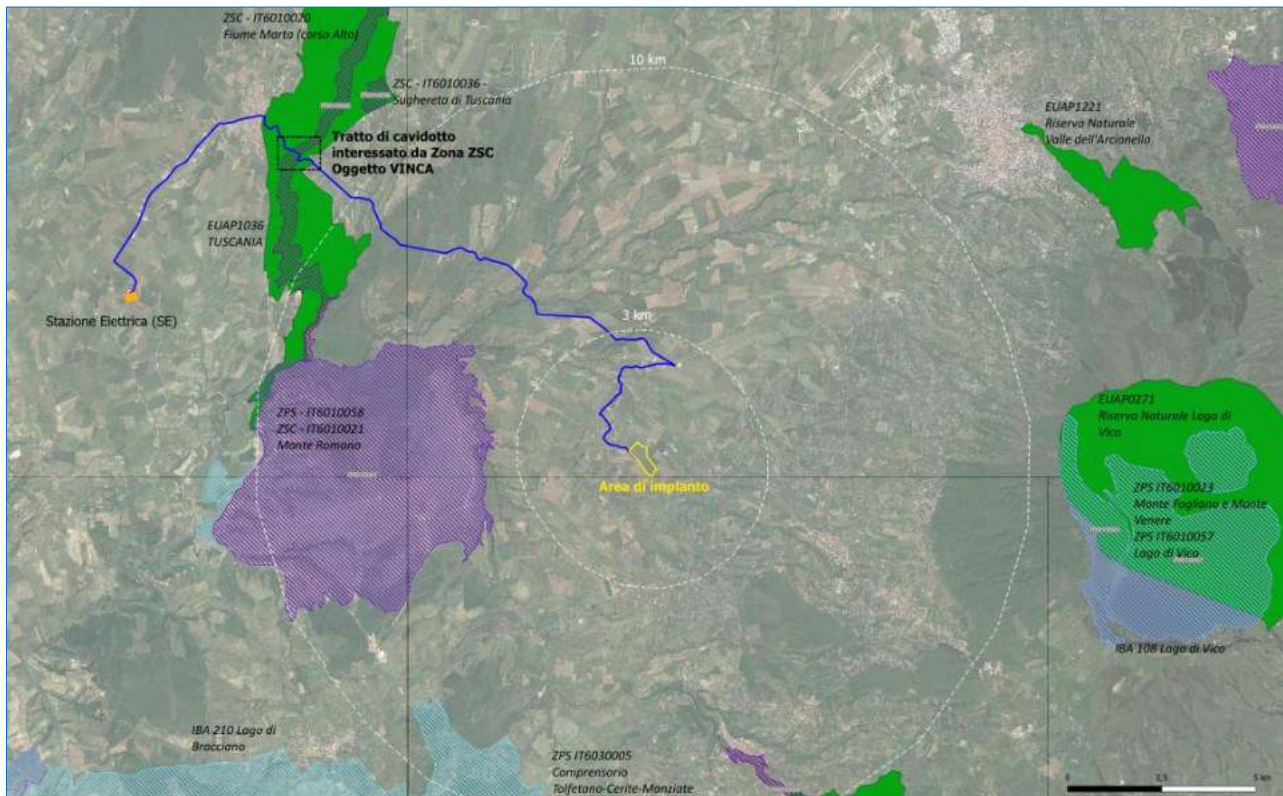 ZSC - IT6010020
Fiume Marta (corso Alto)
10 km
ZSC - IT6010036 -
Sughereta di Tuscania
EUAP1221
Riserva Naturale
Valle dell'Arcionello
Tratto di cavidotto
interessato da Zona ZSC
Oggetto VINCA
EUAP1036
TUSCANIA
Stazione Elettrica (SE)
3 km
ZPS - IT6010058
ZSC - IT6010021
Monte Romano
Area di impianto
EUAP0271
Riserva Naturale Lago di
Vico
ZPS IT6010023
Monte Fogliano e Monte
Venere
ZPS IT6010057
Lago di Vico
IBA 108 Lago di Vico
IBA 210 Lago di
Bracciano
ZPS IT6030005
Comprensorio
Tolfetano-Cerite-Manziate
0 2,5 5 km